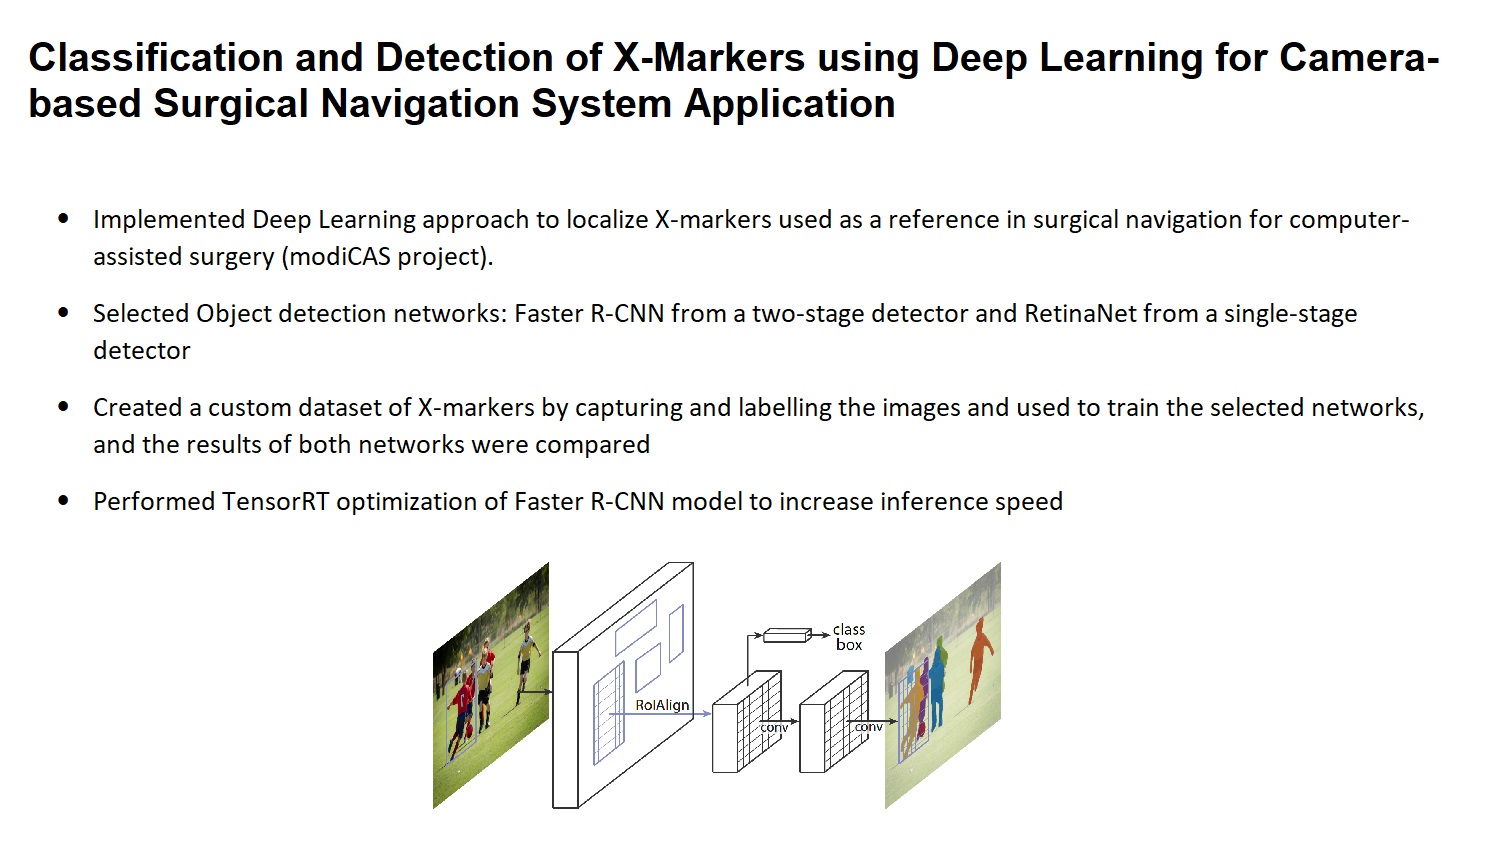 Classification and Detection of X-Markers using Deep Learning for Camera-
based Surgical Navigation System Application
• Implemented Deep Learning approach to localize X-markers used as a reference in surgical navigation for computer-
assisted surgery (modiCAS project).
• Selected Object detection networks: Faster R-CNN from a two-stage detector and RetinaNet from a single-stage
detector
• Created a custom dataset of X-markers by capturing and labelling the images and used to train the selected networks,
and the results of both networks were compared
• Performed TensorRT optimization of Faster R-CNN model to increase inference speed
class
box
RoIAlign
conv
conv